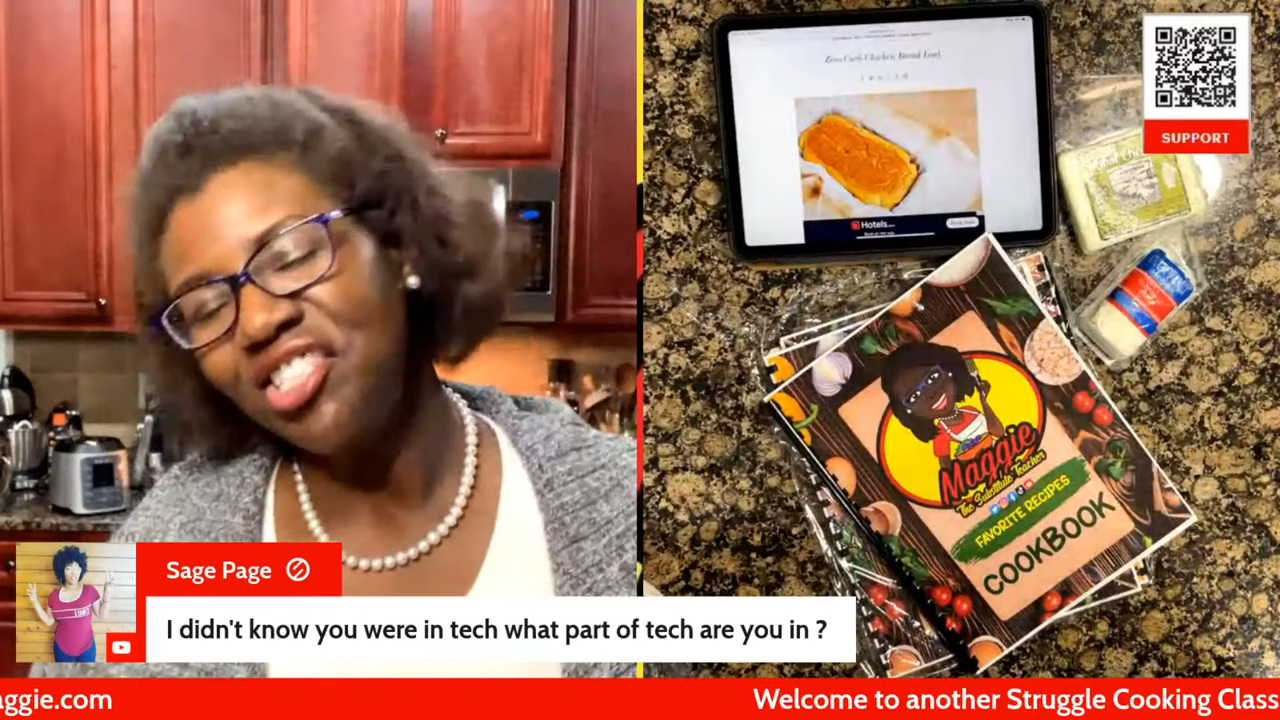 Zero Carb Chicken Bread Loaf
Hotels.com
SUPPORT
Maggie
The Substitute Teacher
FAVORITE RECIPES
COOKBOOK
Sage Page
I didn't know you were in tech what part of tech are you in ?
aggie.com
Welcome to another Struggle Cooking Class